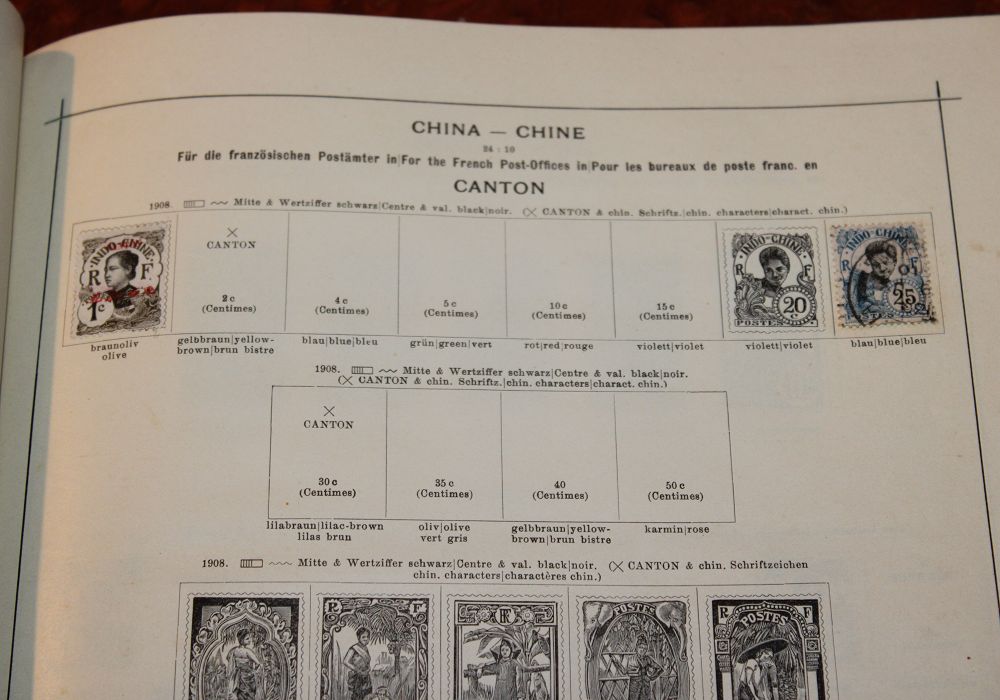 CHINA — CHINE
24 : 10
Für die französischen Postämter in|For the French Post-Offices in|Pour les bureaux de poste franc. en
CANTON
1908. Mitte & Wertziffer schwarz|Centre & val. black|noir. (X CANTON & chin. Schriftz.|chin. characters|charact. chin.)
INDO-CHINE
R F
1c
braunoliv
olive
X
CANTON
2 c
(Centimes)
gelbbraun|yellow-
brown|brun bistre
4 c
(Centimes)
blau|blue|bleu
5 c
(Centimes)
grün|green|vert
10 c
(Centimes)
rot|red|rouge
15 c
(Centimes)
violett|violet
INDO-CHINE
R F
20
c
POSTES
violett|violet
INDO-CHINE
R F
25
blau|blue|bleu
1908. Mitte & Wertziffer schwarz|Centre & val. black|noir.
(X CANTON & chin. Schriftz.|chin. characters|charact. chin.)
X
CANTON
30 c
(Centimes)
lilabraun|lilac-brown
lilas brun
35 c
(Centimes)
oliv|olive
vert gris
40
(Centimes)
gelbbraun|yellow-
brown|brun bistre
50 c
(Centimes)
karmin|rose
1908. Mitte & Wertziffer schwarz|Centre & val. black|noir. (X CANTON & chin. Schriftzeichen
chin. characters|charactères chin.)
R F
RF
POSTES
R F
POSTES